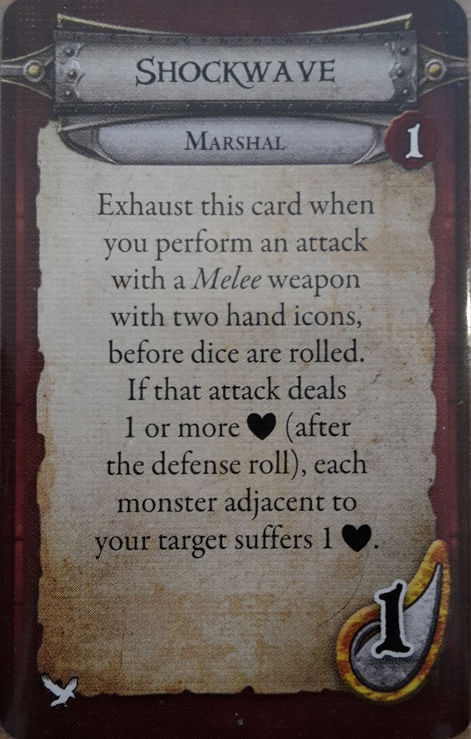 SHOCKWAVE
MARSHAL
1
Exhaust this card when
you perform an attack
with a Melee weapon
with two hand icons,
before dice are rolled.
If that attack deals
1 or more ♥ (after
the defense roll), each
monster adjacent to
your target suffers 1 ♥.
1